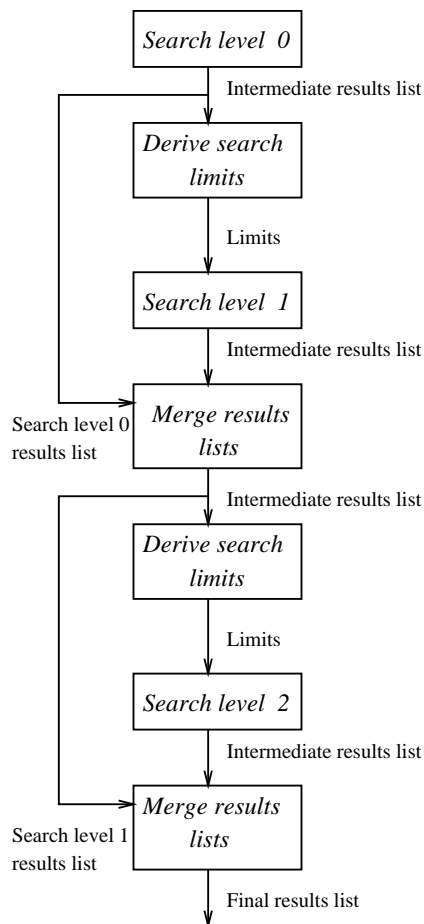 Search level 0
Intermediate results list
Derive search
limits
Limits
Search level 1
Intermediate results list
Merge results
lists
Search level 0
results list
Intermediate results list
Derive search
limits
Limits
Search level 2
Intermediate results list
Merge results
lists
Search level 1
results list
Final results list